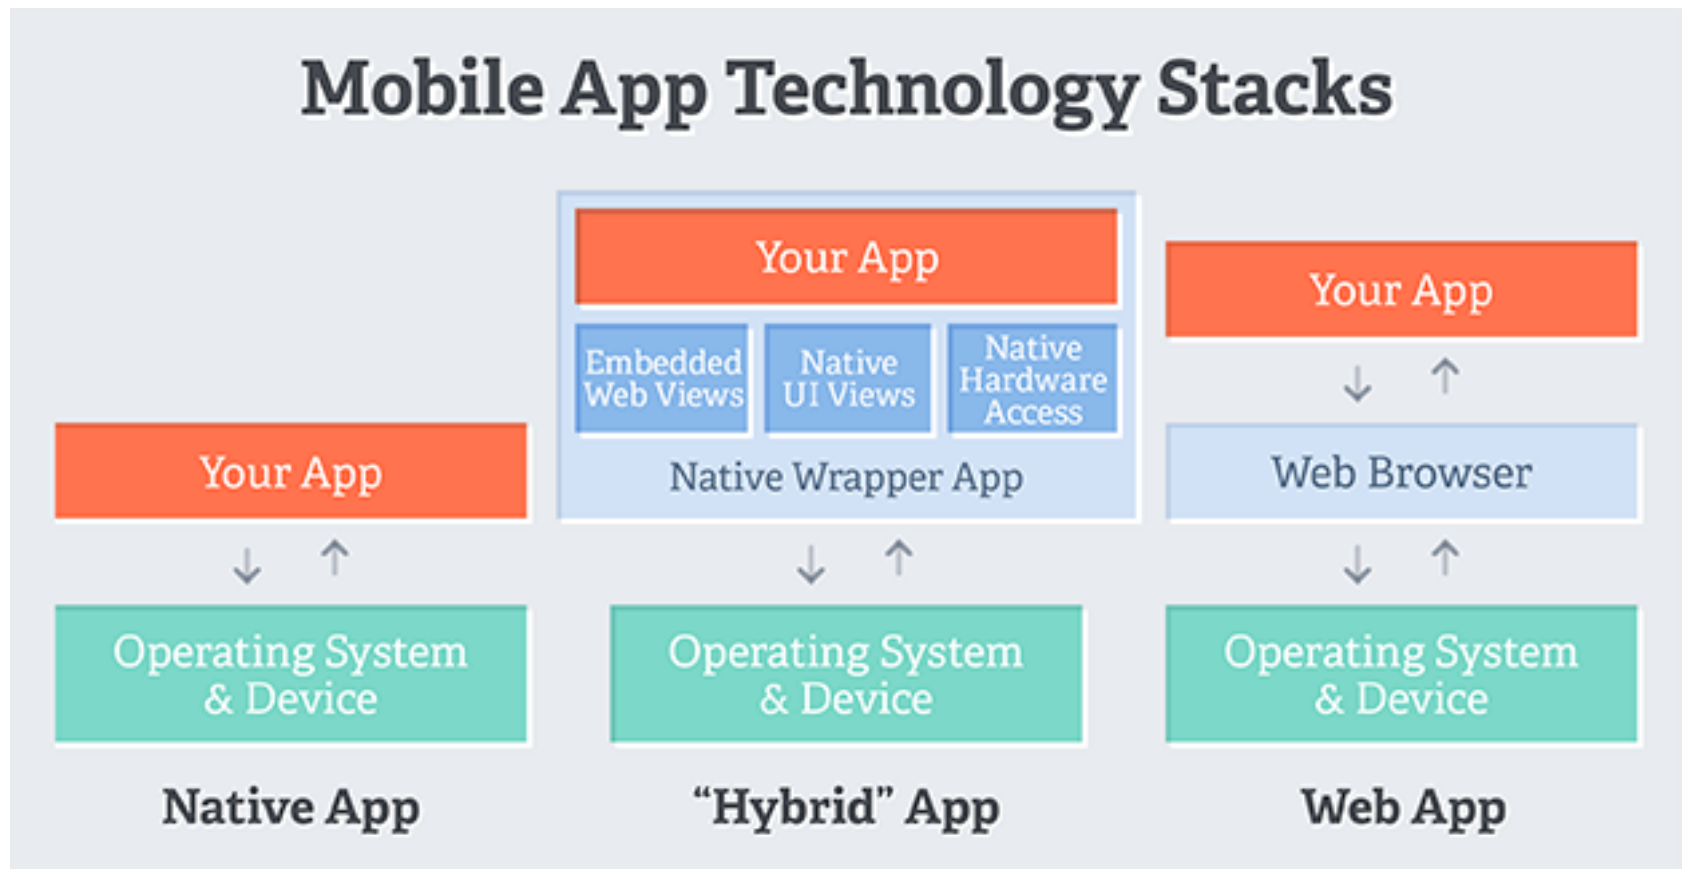 Mobile App Technology Stacks
Your App
Operating System
& Device
Native App
Your App
Embedded
Web Views
Native
UI Views
Native
Hardware
Access
Native Wrapper App
Operating System
& Device
“Hybrid” App
Your App
Web Browser
Operating System
& Device
Web App